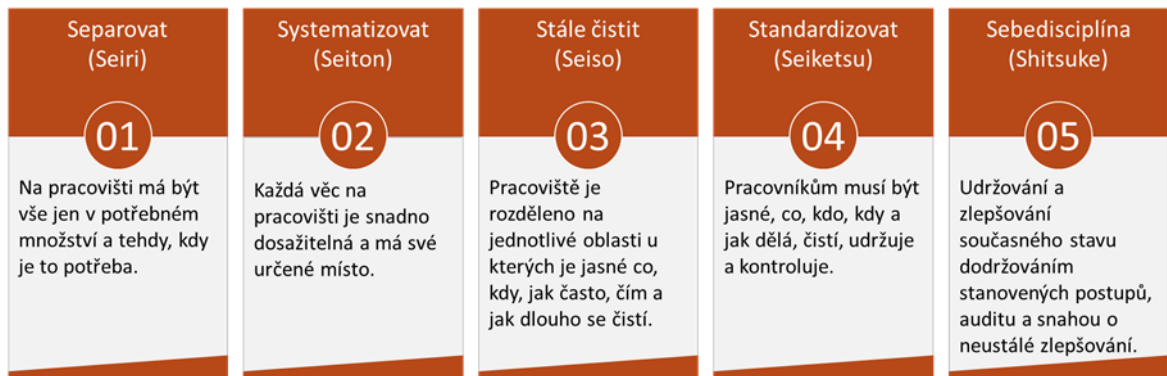 Separovat
(Seiri)
01
Na pracovišti má být
vše jen v potřebném
množství a tehdy, kdy
je to potřeba.
Systematizovat
(Seiton)
02
Každá věc na
pracovišti je snadno
dosažitelná a má své
určené místo.
Stále čistit
(Seiso)
03
Pracoviště je
rozděleno na
jednotlivé oblasti u
kterých je jasné co,
kdy, jak často, čím a
jak dlouho se čistí.
Standardizovat
(Seiketsu)
04
Pracovníkům musí být
jasné, co, kdo, kdy a
jak dělá, čistí, udržuje
a kontroluje.
Sebedisciplína
(Shitsuke)
05
Udržování a
zlepšování
současného stavu
dodržováním
stanovených postupů,
auditu a snahou o
neustálé zlepšování.